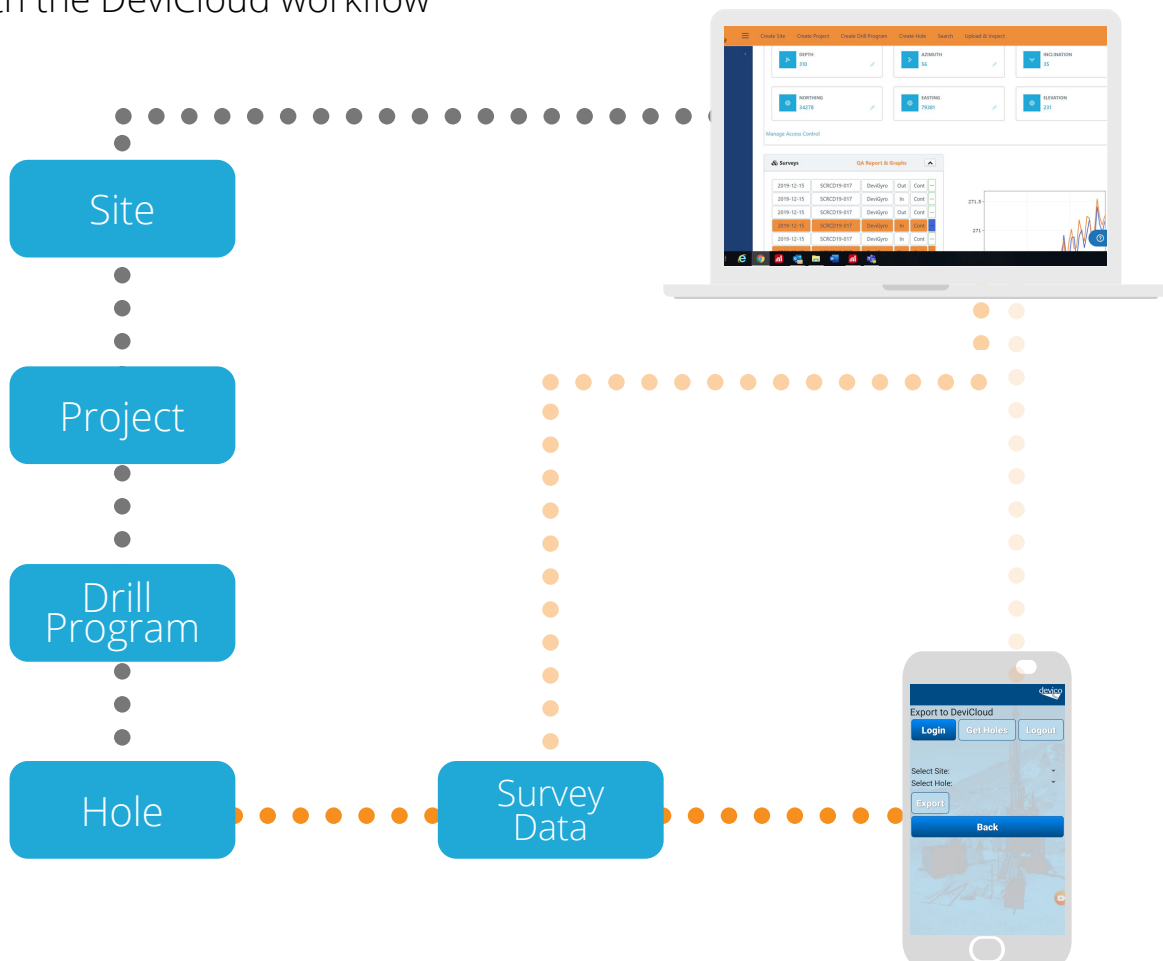 th the DeviCloud workflow
Create Site Create Project Create Drill Program Create Hole Search Upload & Inspect
DEPTH
310
AZIMUTH
56
INCLINATION
35
NORTHING
34278
EASTING
79381
ELEVATION
231
Manage Access Control
Surveys QA Report & Graphs
2019-12-15 SCRCD19-017 DeviGyro Out Cont
2019-12-15 SCRCD19-017 DeviGyro In Cont
2019-12-15 SCRCD19-017 DeviGyro Out Cont
2019-12-15 SCRCD19-017 DeviGyro In Cont
2019-12-15 SCRCD19-017 DeviGyro In Cont
271.5
271
Site
Project
Drill
Program
Hole
Survey
Data
devico
Export to DeviCloud
Login Get Holes Logout
Select Site:
Select Hole:
Export
Back